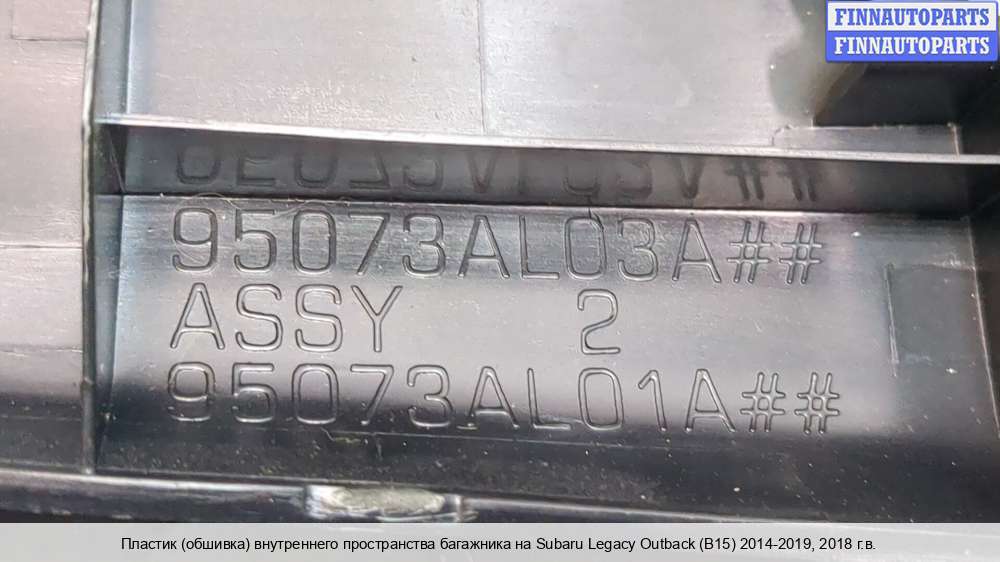 FINNAUTOPARTS
FINNAUTOPARTS
95073AL03A##
ASSY 2
95073AL01A##
Пластик (обшивка) внутреннего пространства багажника на Subaru Legacy Outback (B15) 2014-2019, 2018 г.в.